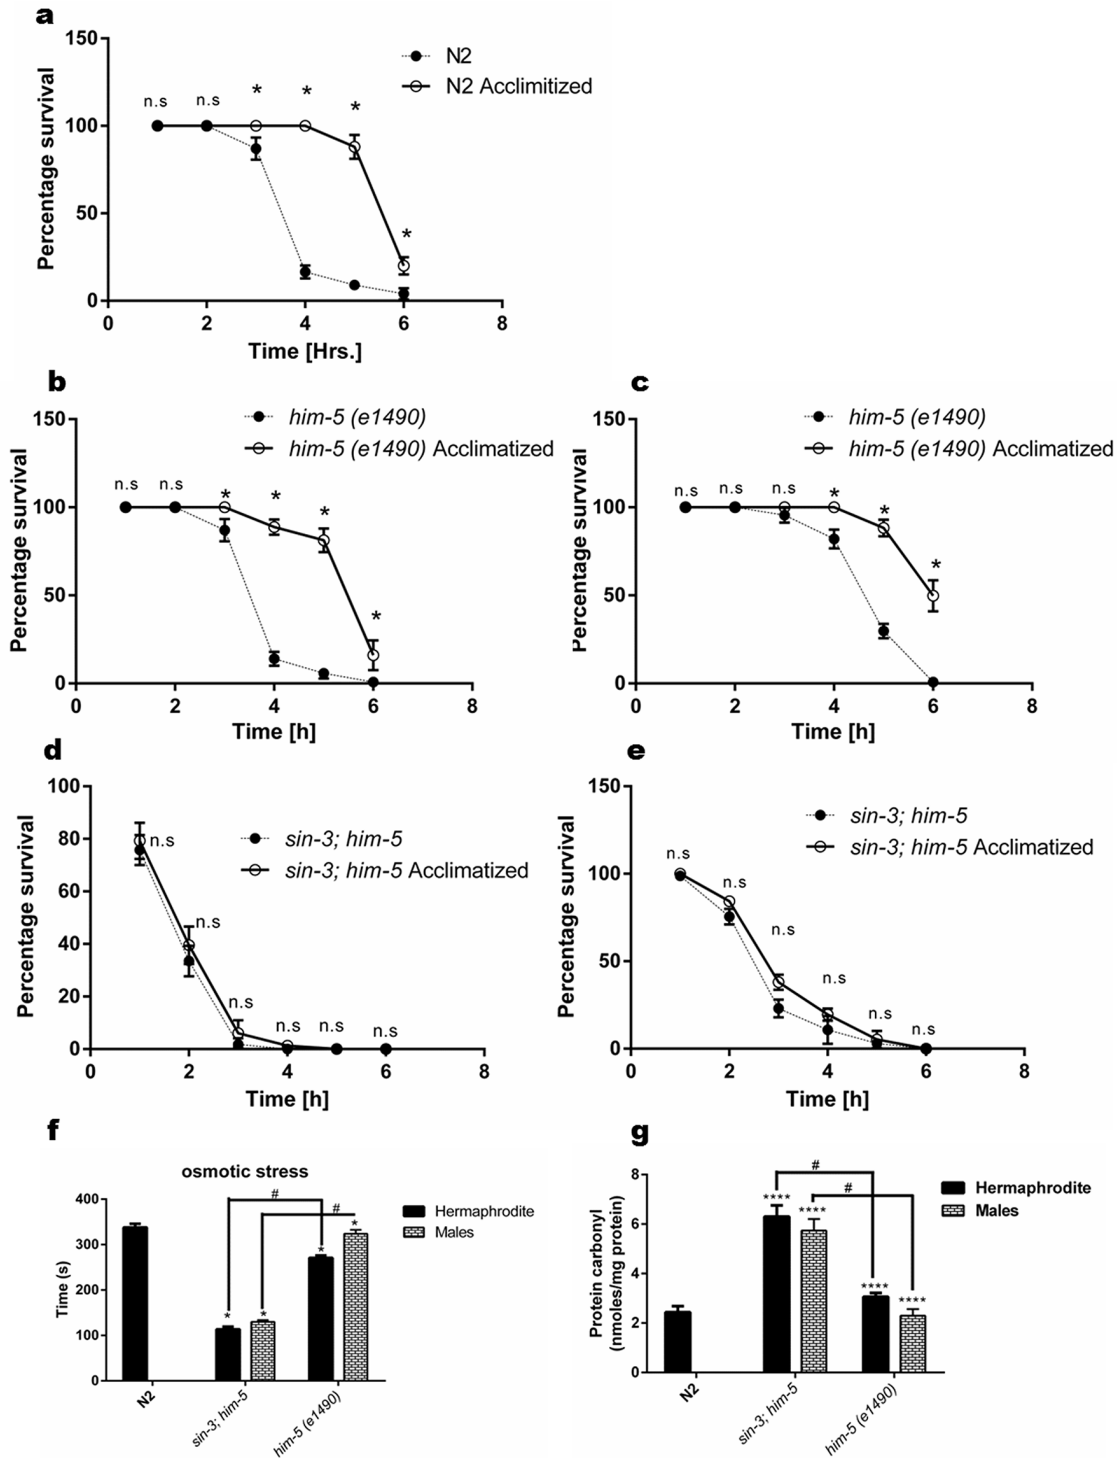 a
150
100
50
0
Percentage survival
n.s
n.s
*
*
*
*
N2
N2 Acclimitized
0
2
4
6
8
Time [Hrs.]
b
150
100
50
0
Percentage survival
him-5 (e1490)
him-5 (e1490) Acclimatized
n.s
n.s
*
*
*
*
0
2
4
6
8
Time [h]
c
150
100
50
0
Percentage survival
him-5 (e1490)
him-5 (e1490) Acclimatized
n.s
n.s
n.s
*
*
*
0
2
4
6
8
Time [h]
d
100
80
60
40
20
0
Percentage survival
sin-3; him-5
sin-3; him-5 Acclimatized
n.s
n.s
n.s
n.s
n.s
n.s
0
2
4
6
8
Time [h]
e
150
100
50
0
Percentage survival
sin-3; him-5
sin-3; him-5 Acclimatized
n.s
n.s
n.s
n.s
n.s
n.s
0
2
4
6
8
Time [h]
f
osmotic stress
400
300
200
100
0
Time (s)
#
#
*
*
*
*
Hermaphrodite
Males
N2
sin-3; him-5
him-5 (e1490)
g
8
6
4
2
0
Protein carbonyl
(nmoles/mg protein)
#
#
****
****
****
****
Hermaphrodite
Males
N2
sin-3; him-5
him-5 (e1490)